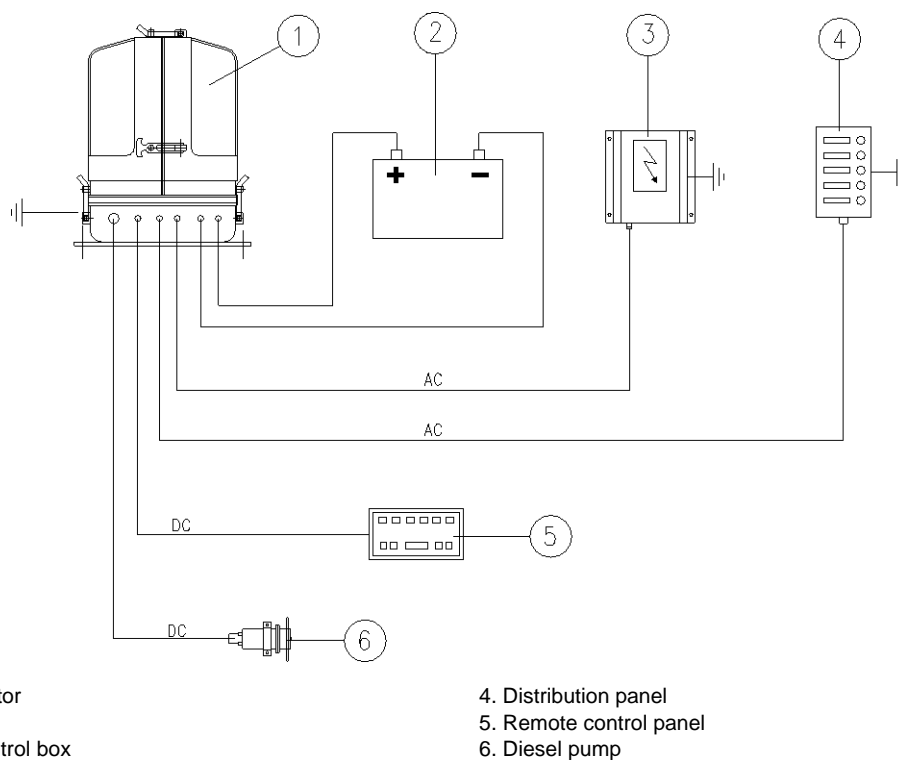 1
2
3
4
+
−
AC
AC
DC
5
DC
6
4. Distribution panel
5. Remote control panel
trol box
6. Diesel pump